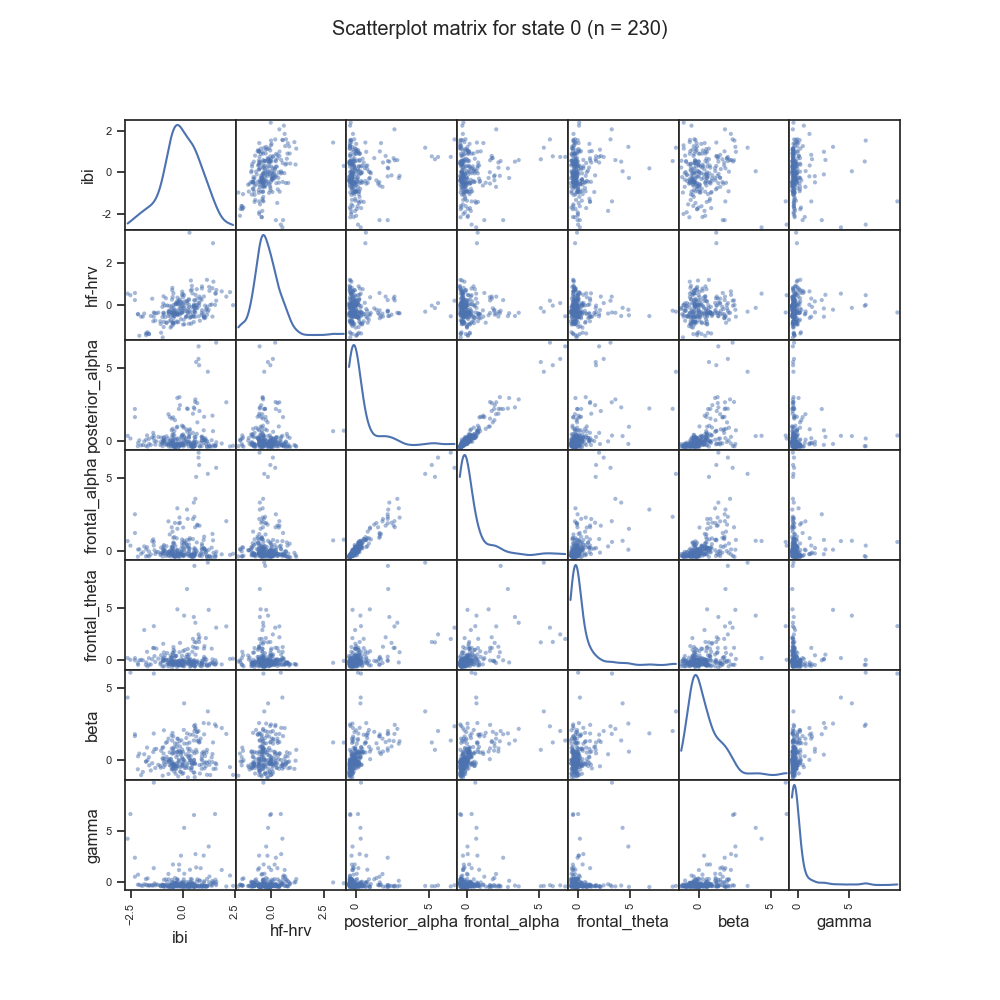 Scatterplot matrix for state 0 (n = 230)
ibi
2
0
-2
hf-hrv
2
0
posterior_alpha
5
0
frontal_alpha
5
0
frontal_theta
5
0
beta
5
0
gamma
5
0
−2.5 0.0 2.5 0.0 2.5 0 5 0 5 0 5 0 5 0 5
ibi hf-hrv posterior_alpha frontal_alpha frontal_theta beta gamma